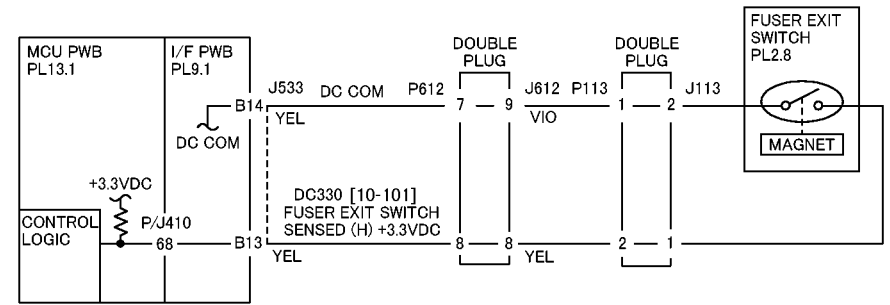 FUSER EXIT
SWITCH
PL2.8
MCU PWB
PL13.1
I/F PWB
PL9.1
DOUBLE
PLUG
DOUBLE
PLUG
J533
DC COM
P612
J612
P113
J113
B14
7
9
1
2
YEL
VIO
DC COM
MAGNET
+3.3VDC
DC330 [10-101]
FUSER EXIT SWITCH
SENSED (H) +3.3VDC
CONTROL
LOGIC
P/J410
68
B13
8
8
2
1
YEL
YEL